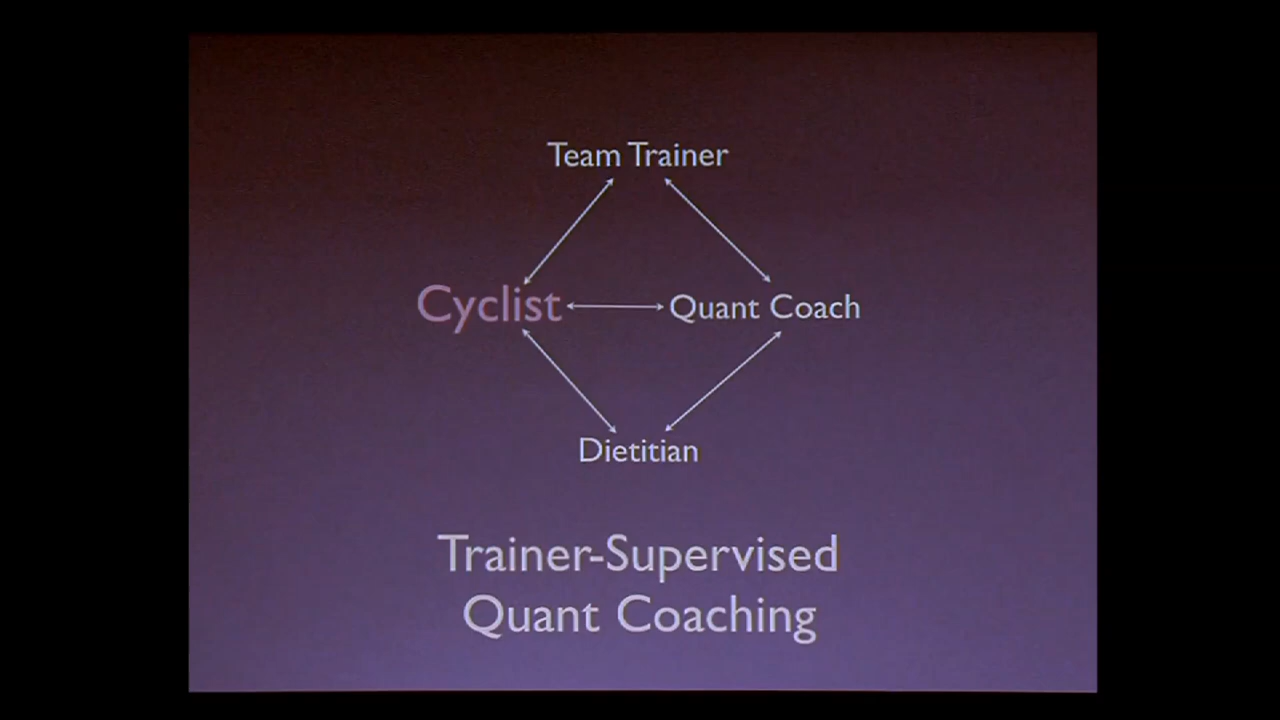 Team Trainer
Cyclist
Quant Coach
Dietitian
Trainer-Supervised
Quant Coaching